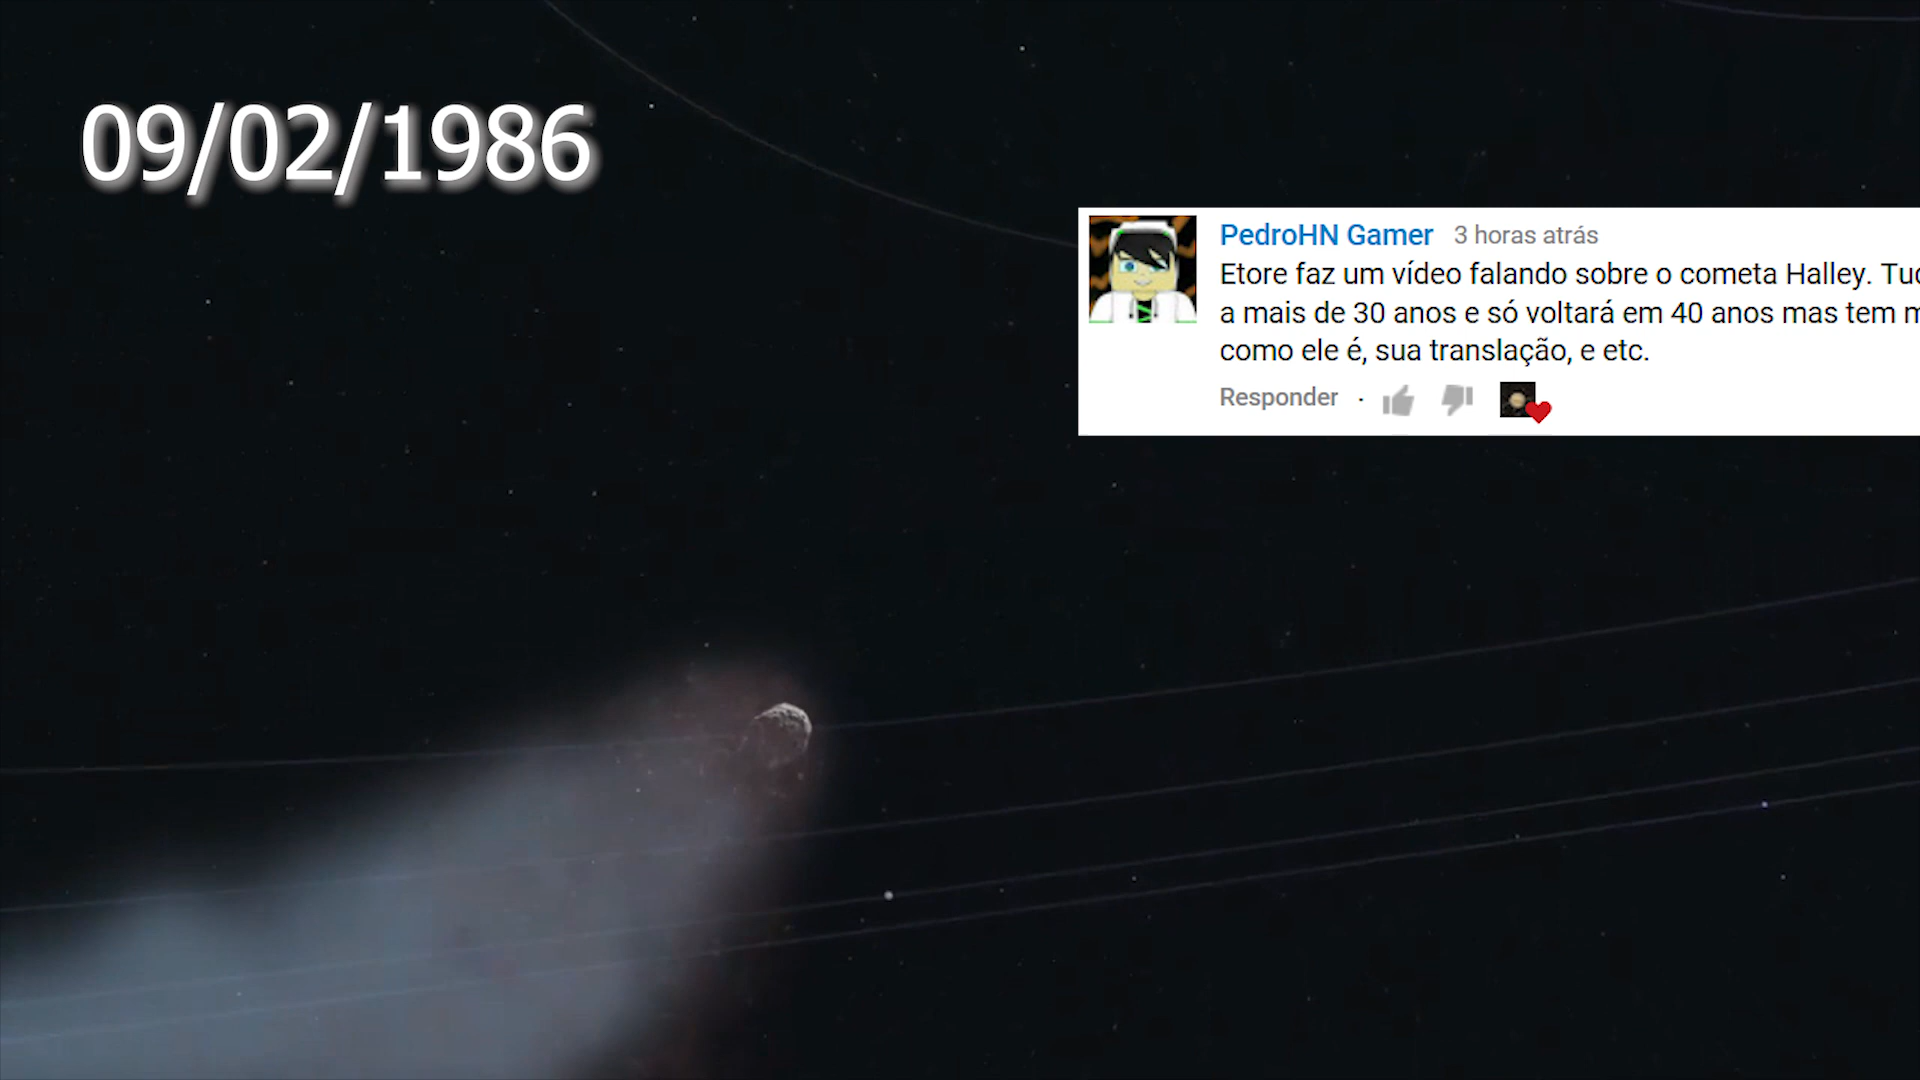 09/02/1986
PedroHN Gamer 3 horas atrás
Etore faz um vídeo falando sobre o cometa Halley.
a mais de 30 anos e só voltará em 40 anos mas tem
como ele é, sua translação, e etc.
Responder ·